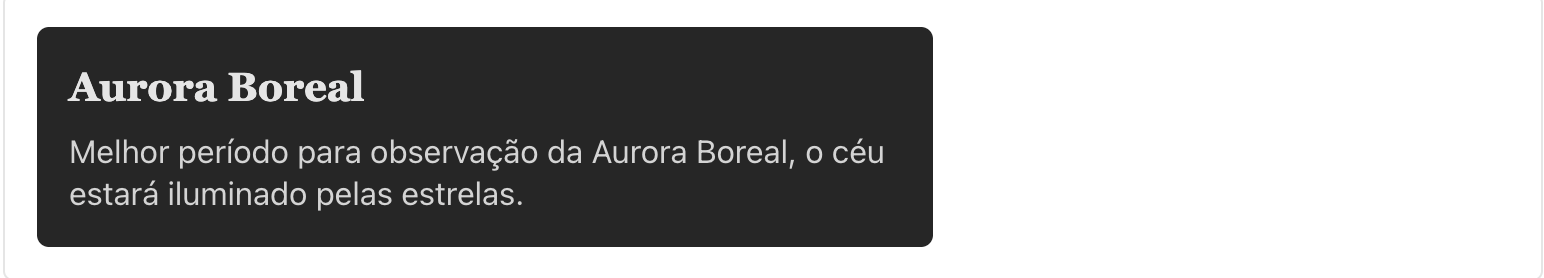 Aurora Boreal
Melhor período para observação da Aurora Boreal, o céu
estará iluminado pelas estrelas.